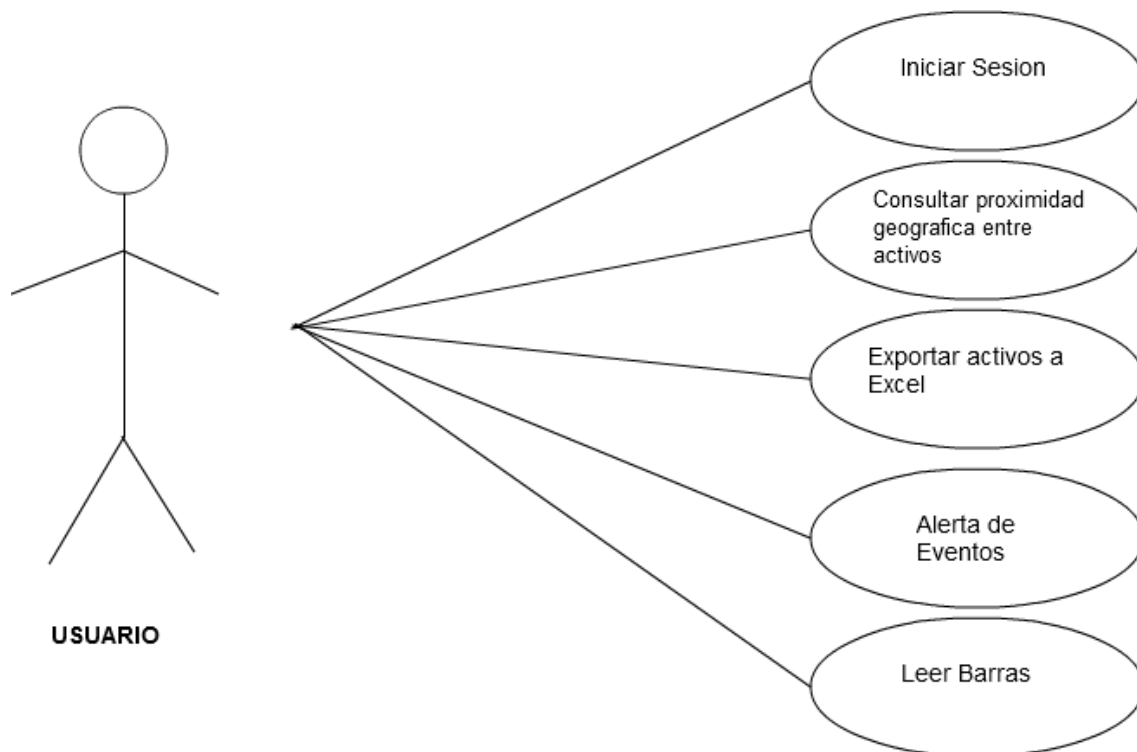 Iniciar Sesion
Consultar proximidad
geografica entre
activos
Exportar activos a
Excel
Alerta de
Eventos
USUARIO
Leer Barras